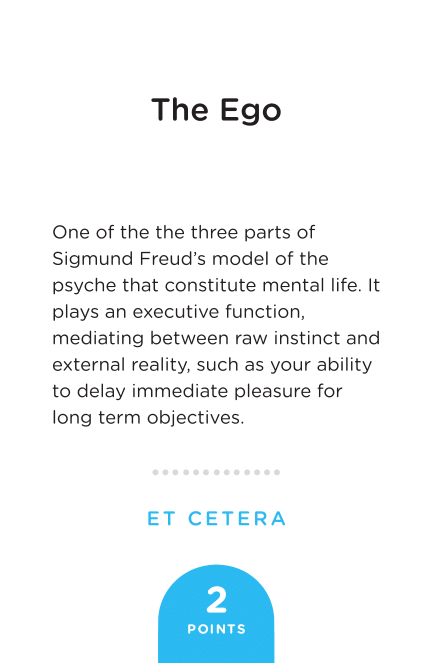 The Ego
One of the the three parts of
Sigmund Freud's model of the
psyche that constitute mental life. It
plays an executive function,
mediating between raw instinct and
external reality, such as your ability
to delay immediate pleasure for
long term objectives.
ET CETERA
2
POINTS